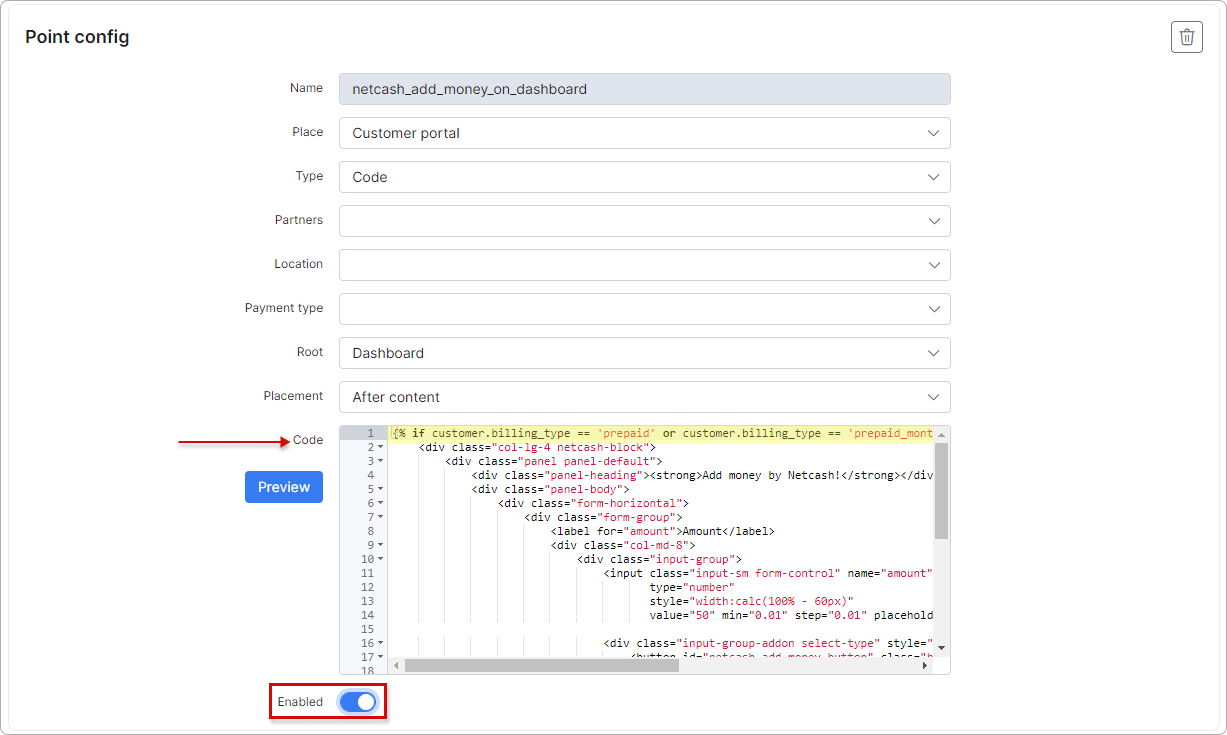 Point config
Name
netcash_add_money_on_dashboard
Place
Customer portal
Type
Code
Partners
Location
Payment type
Root
Dashboard
Placement
After content
Code
Preview
1 {% if customer.billing_type == 'prepaid' or customer.billing_type == 'prepaid_mont
2 <div class="col-lg-4 netcash-block">
3 <div class="panel panel-default">
4 <div class="panel-heading"><strong>Add money by Netcash!</strong></div
5 <div class="panel-body">
6 <div class="form-horizontal">
7 <div class="form-group">
8 <label for="amount">Amount</label>
9 <div class="col-md-8">
10 <div class="input-group">
11 <input class="input-sm form-control" name="amount"
12 type="number"
13 style="width:calc(100% - 60px)"
14 value="50" min="0.01" step="0.01" placehold
15
16 <div class="input-group-addon select-type" style="
17 <button id="netcash_add_money_button" class="b
18
Enabled